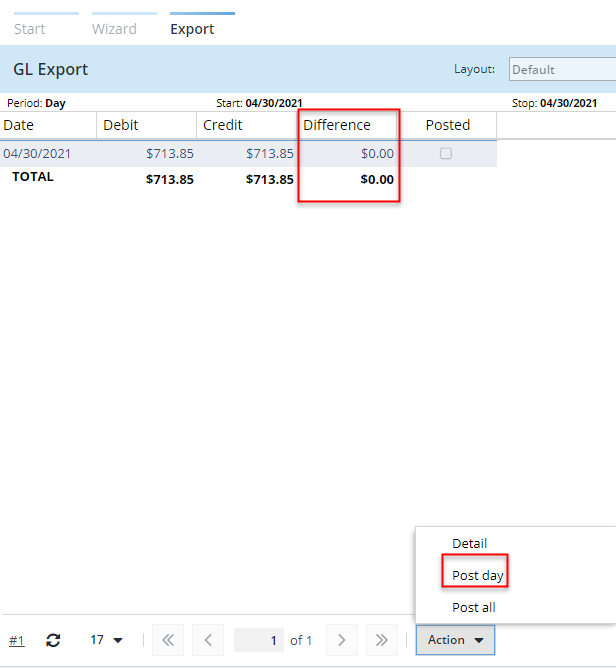 Start Wizard Export
GL Export Layout: Default
Period: Day Start: 04/30/2021 Stop: 04/30/2021
Date Debit Credit Difference Posted
04/30/2021 $713.85 $713.85 $0.00
TOTAL $713.85 $713.85 $0.00
Detail
Post day
Post all
#1 17 1 of 1 Action